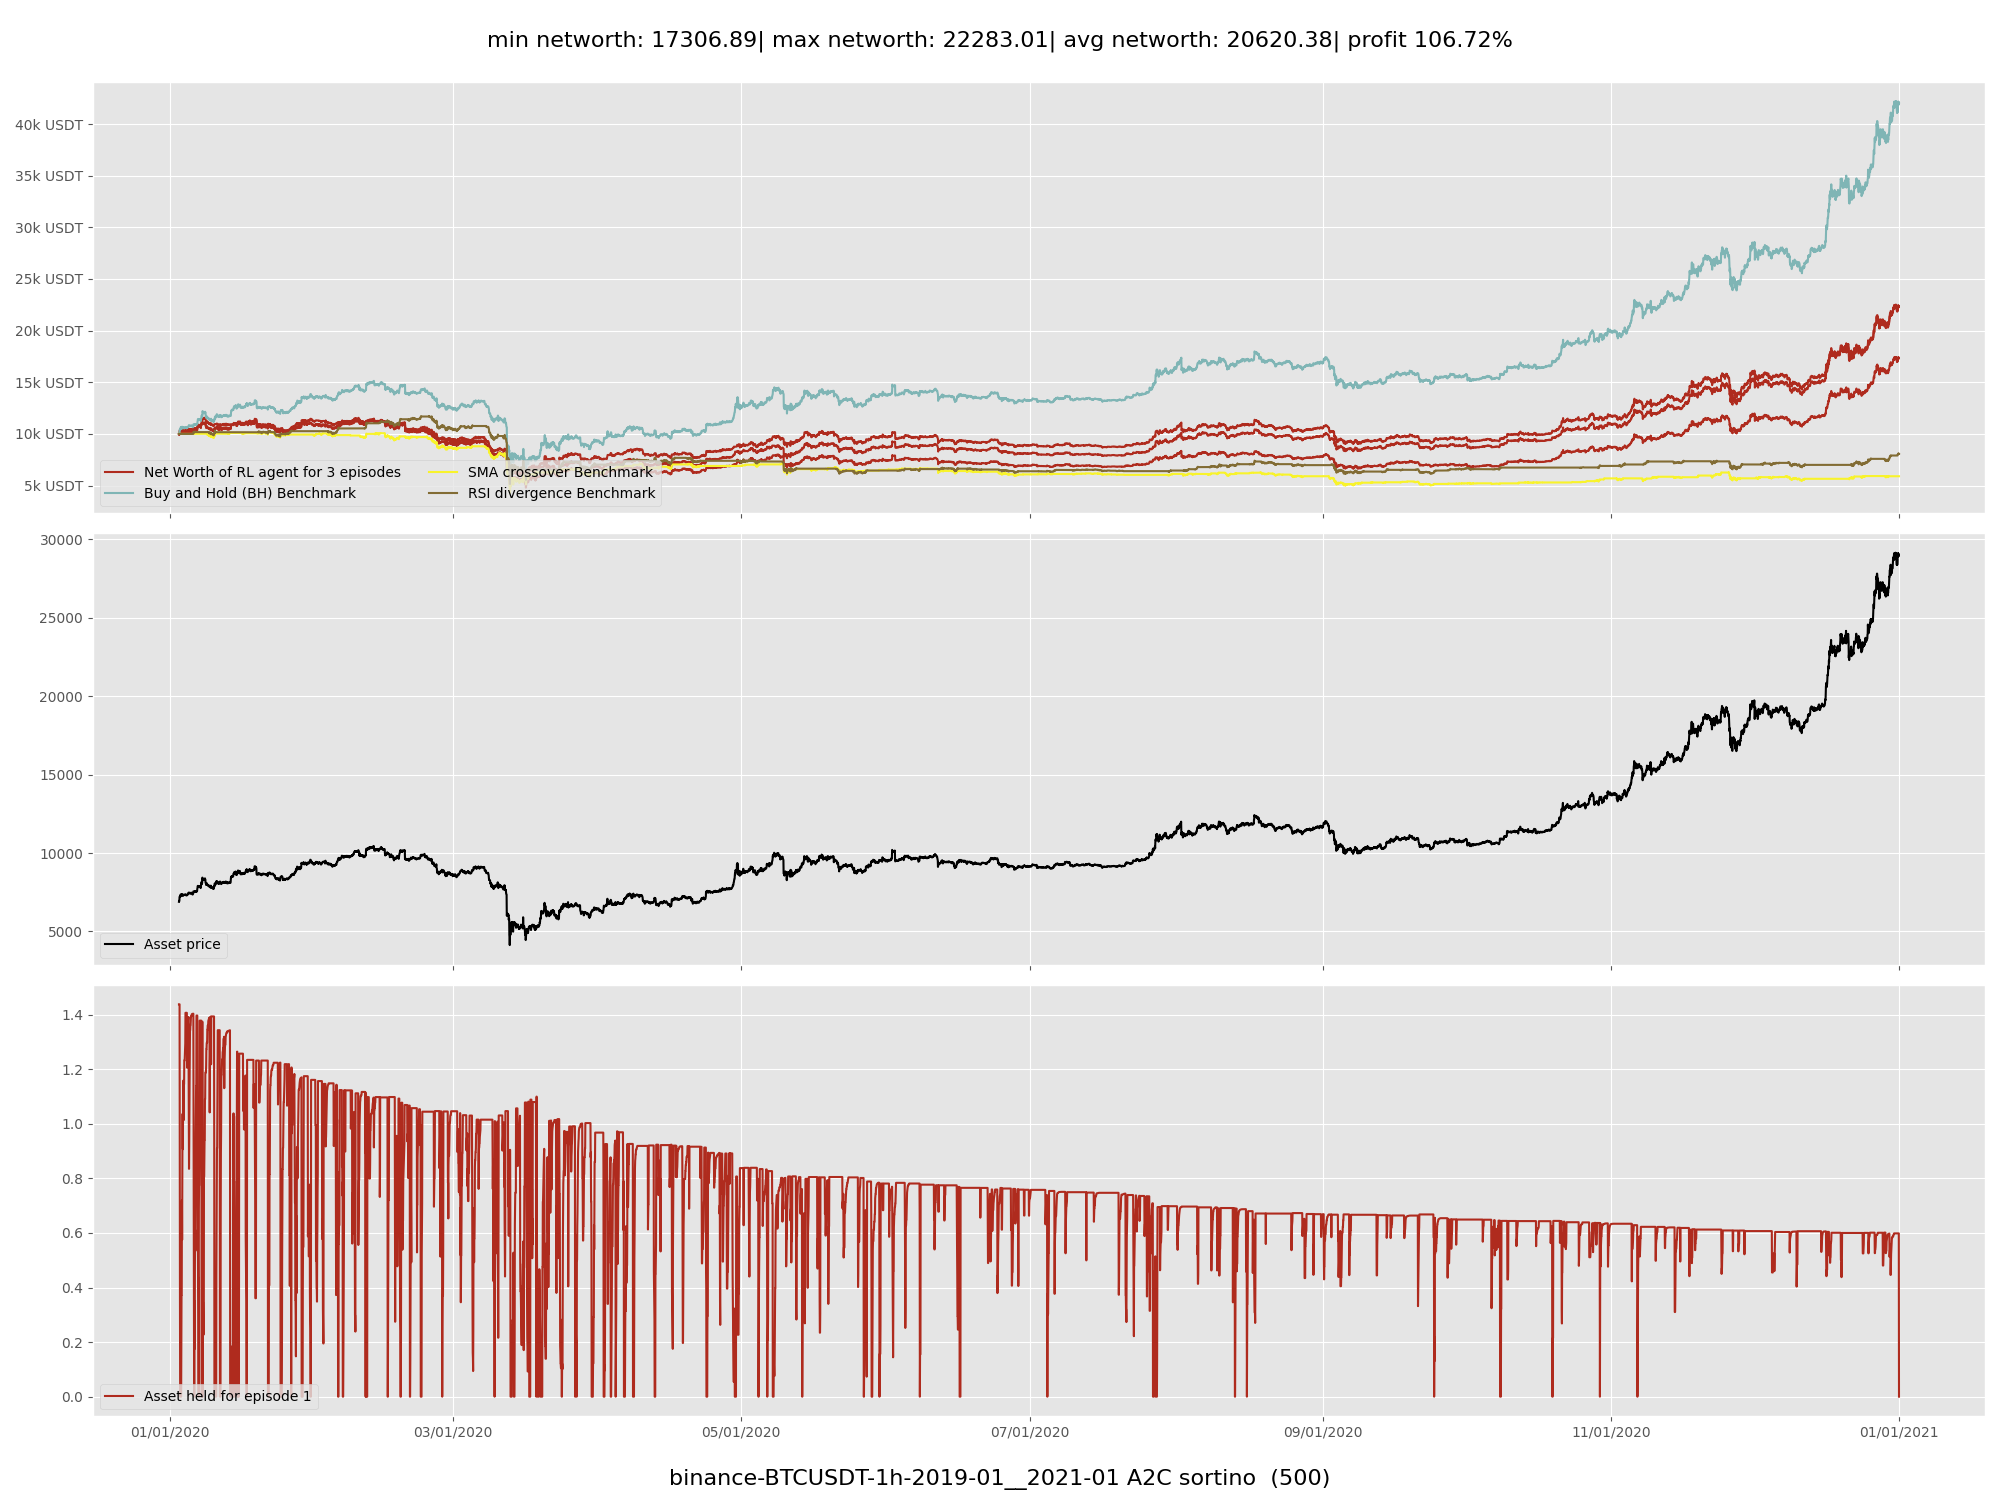 min networth: 17306.89| max networth: 22283.01| avg networth: 20620.38| profit 106.72%
40k USDT
35k USDT
30k USDT
25k USDT
20k USDT
15k USDT
10k USDT
5k USDT
Net Worth of RL agent for 3 episodes
Buy and Hold (BH) Benchmark
SMA crossover Benchmark
RSI divergence Benchmark
30000
25000
20000
15000
10000
5000
Asset price
1.4
1.2
1.0
0.8
0.6
0.4
0.2
0.0
Asset held for episode 1
01/01/2020 03/01/2020 05/01/2020 07/01/2020 09/01/2020 11/01/2020 01/01/2021
binance-BTCUSDT-1h-2019-01__2021-01 A2C sortino  (500)